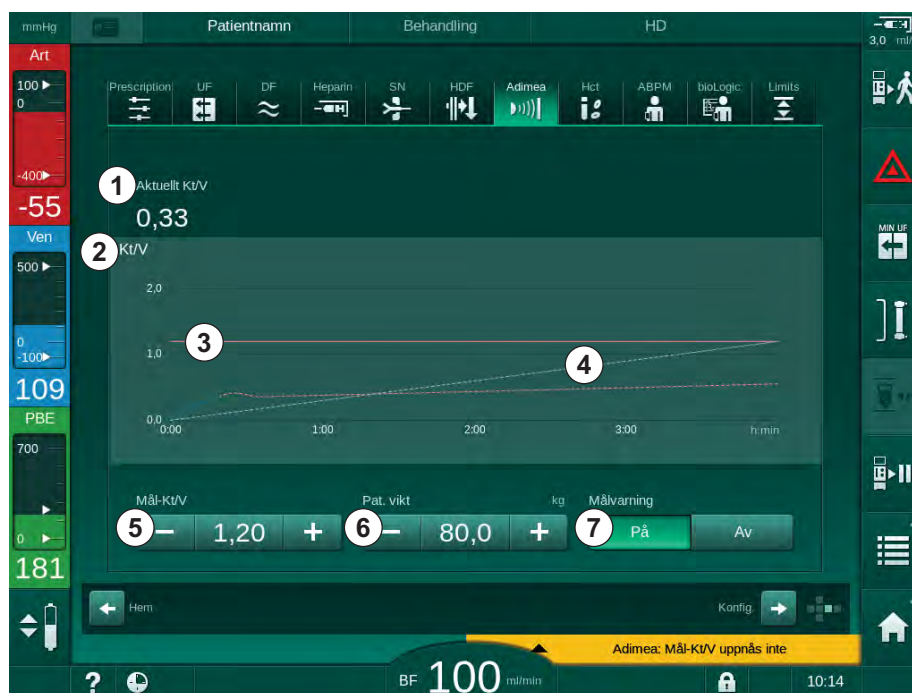 mmHg Patientnamn Behandling HD
3,0 ml/
Art
100
0
-400
-55
Ven
500
0
-100
109
PBE
700
0
181
Prescription UF DF Heparin SN HDF Adimea Hct ABPM bioLogic Limits
1 Aktuellt Kt/V
0,33
2 Kt/V
2,0
3
1,0
4
0,0
0:00 1:00 2:00 3:00 h:min
Mål-Kt/V Pat. vikt kg Målvarning
5 − 1,20 + 6 − 80,0 + 7 På Av
Hem Konfig.
MIN UF
Adimea: Mål-Kt/V uppnås inte
? BF 100 ml/min 10:14